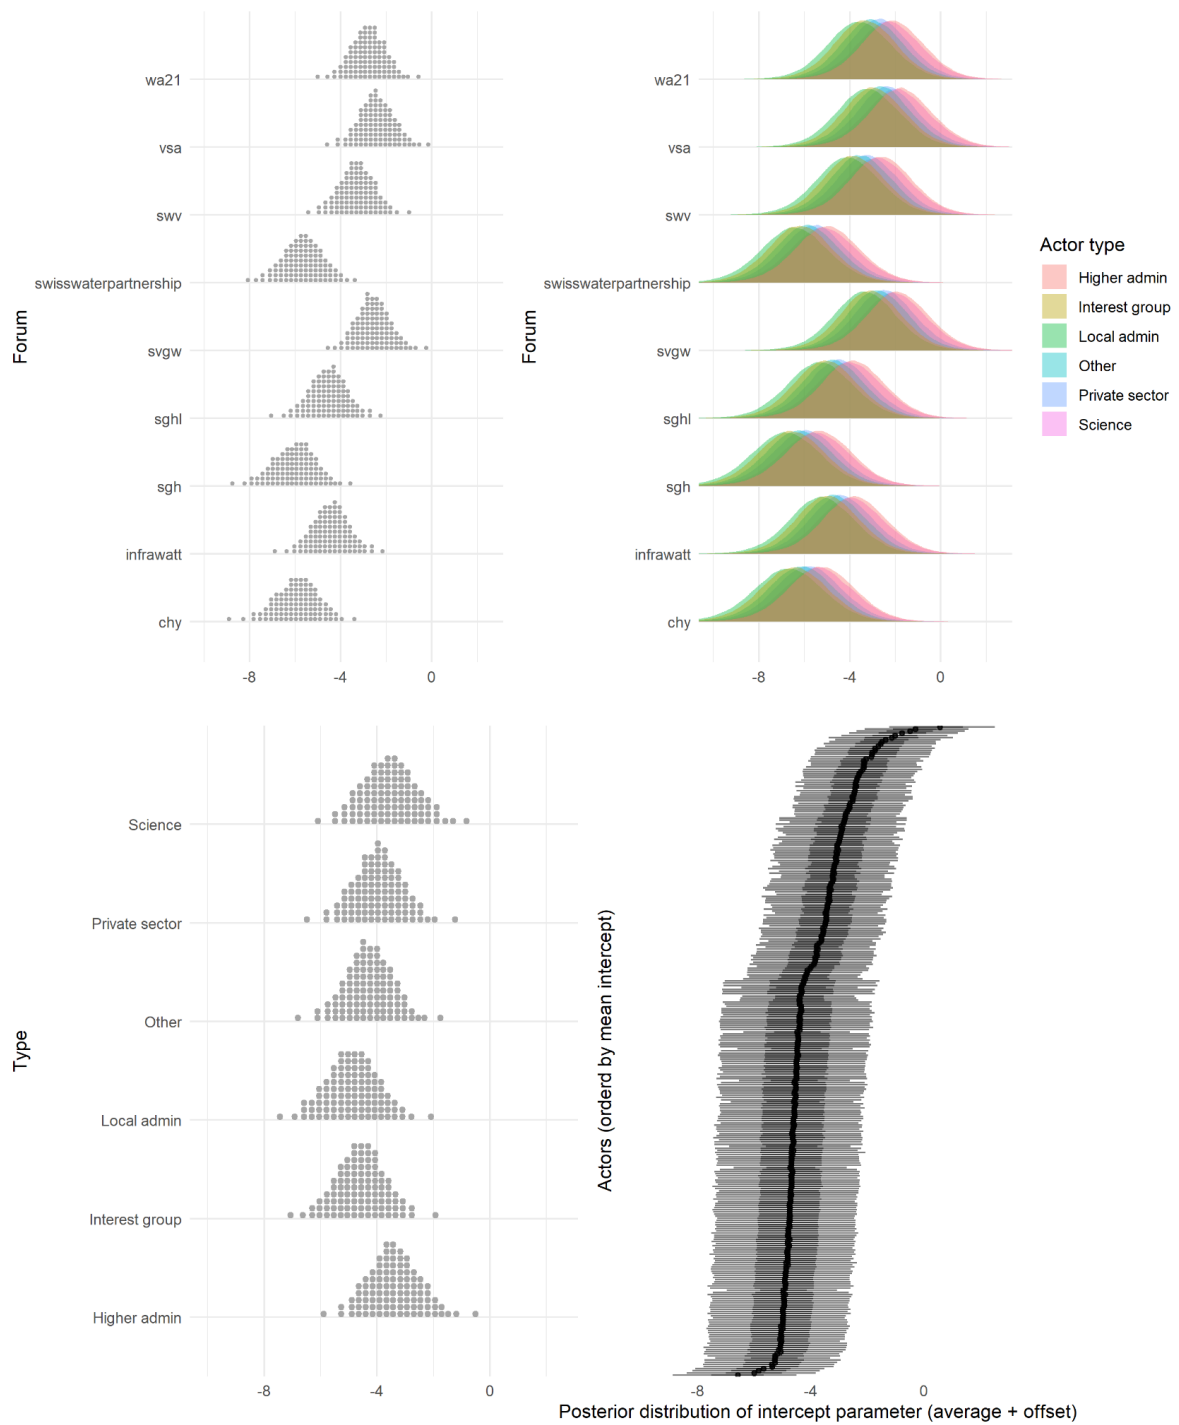 wa21
vsa
swv
swisswaterpartnership
svgw
sghl
sgh
infrawatt
chy
Forum
-8 -4 0
wa21
vsa
swv
swisswaterpartnership
svgw
sghl
sgh
infrawatt
chy
Forum
-8 -4 0
Actor type
Higher admin
Interest group
Local admin
Other
Private sector
Science
Science
Private sector
Other
Local admin
Interest group
Higher admin
Type
-8 -4 0
Actors (orderd by mean intercept)
-8 -4 0
Posterior distribution of intercept parameter (average + offset)